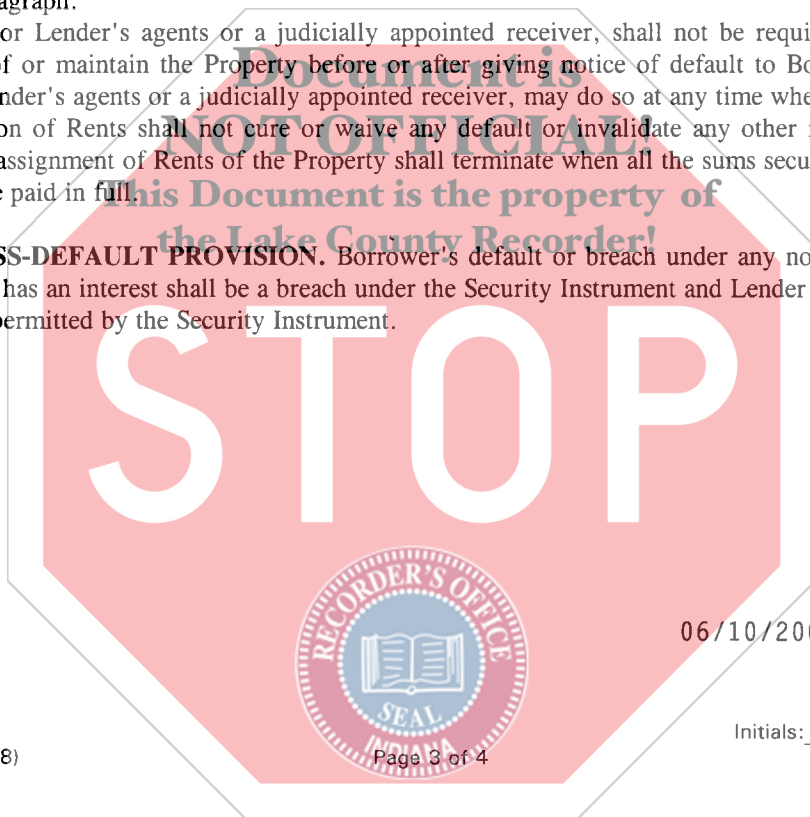 agraph.
or Lender's agents or a judicially appointed receiver, shall not be requi
f or maintain the Property before or after giving notice of default to Bo
nder's agents or a judicially appointed receiver, may do so at any time whe
on of Rents shall not cure or waive any default or invalidate any other
assignment of Rents of the Property shall terminate when all the sums secu
e paid in full.
Document is
NOT OFFICIAL!
This Document is the property of
the Lake County Recorder!
SS-DEFAULT PROVISION. Borrower's default or breach under any no
has an interest shall be a breach under the Security Instrument and Lender
permitted by the Security Instrument.
STOP
RECORDER'S OFFICE
SEAL
INDIANA
06/10/200
Initials:_
8)
Page 3 of 4